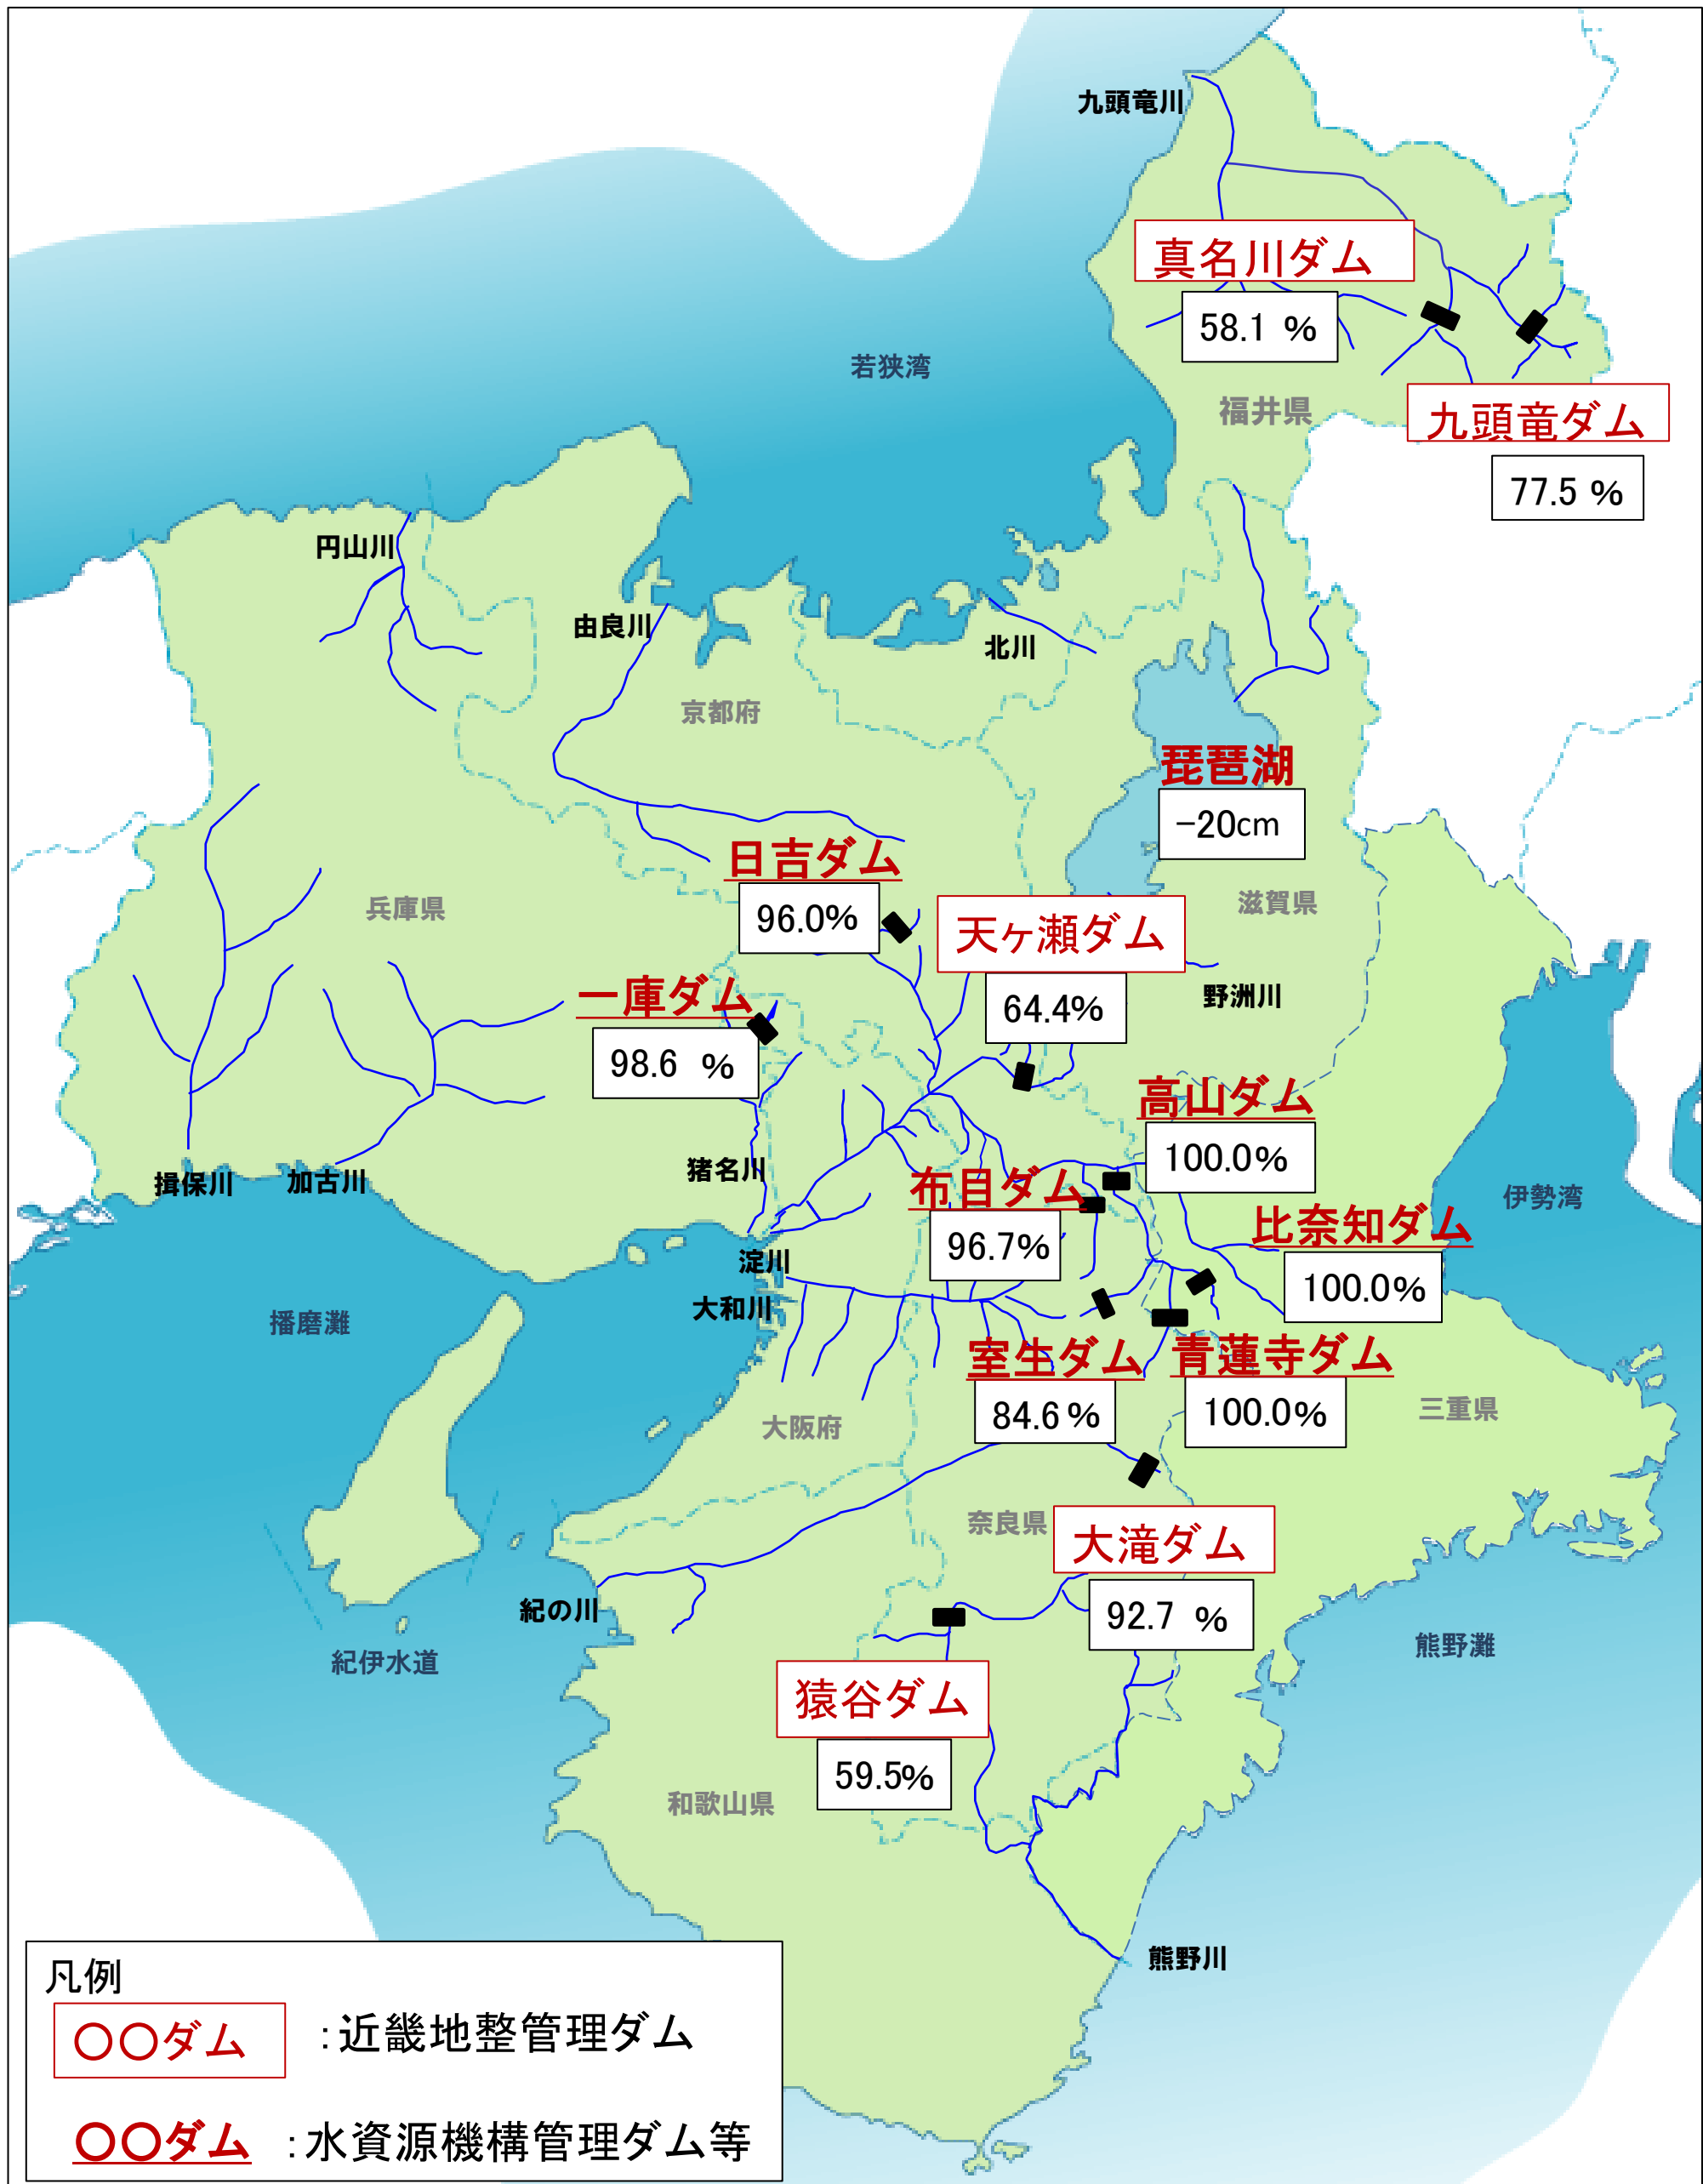 九頭竜川
真名川ダム
58.1 %
若狭湾
福井県
九頭竜ダム
77.5 %
円山川
由良川
北川
京都府
琵琶湖
-20cm
日吉ダム
96.0%
兵庫県
天ヶ瀬ダム
64.4%
滋賀県
野洲川
一庫ダム
98.6 %
高山ダム
100.0%
猪名川
揖保川
加古川
布目ダム
96.7%
伊勢湾
比奈知ダム
100.0%
淀川
大和川
播磨灘
室生ダム
84.6%
青蓮寺ダム
100.0%
三重県
大阪府
奈良県
大滝ダム
92.7 %
紀の川
紀伊水道
熊野灘
猿谷ダム
59.5%
和歌山県
熊野川
凡例
〇〇ダム :近畿地整管理ダム
〇〇ダム :水資源機構管理ダム等